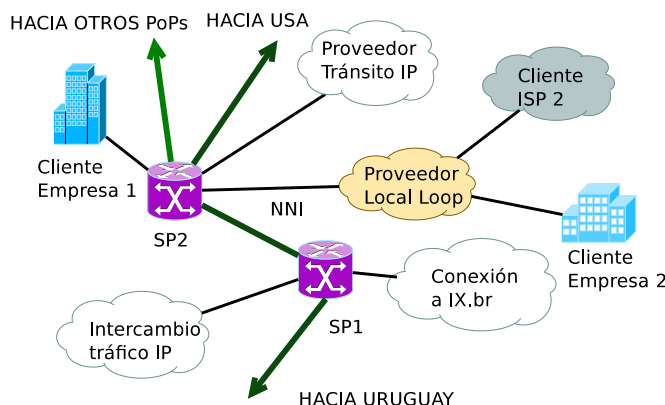 HACIA OTROS PoPs
HACIA USA
Proveedor
Tránsito IP
Cliente
ISP 2
Cliente
Empresa 1
Proveedor
Local Loop
NNI
SP2
Cliente
Empresa 2
Conexión
a IX.br
SP1
Intercambio
tráfico IP
HACIA URUGUAY